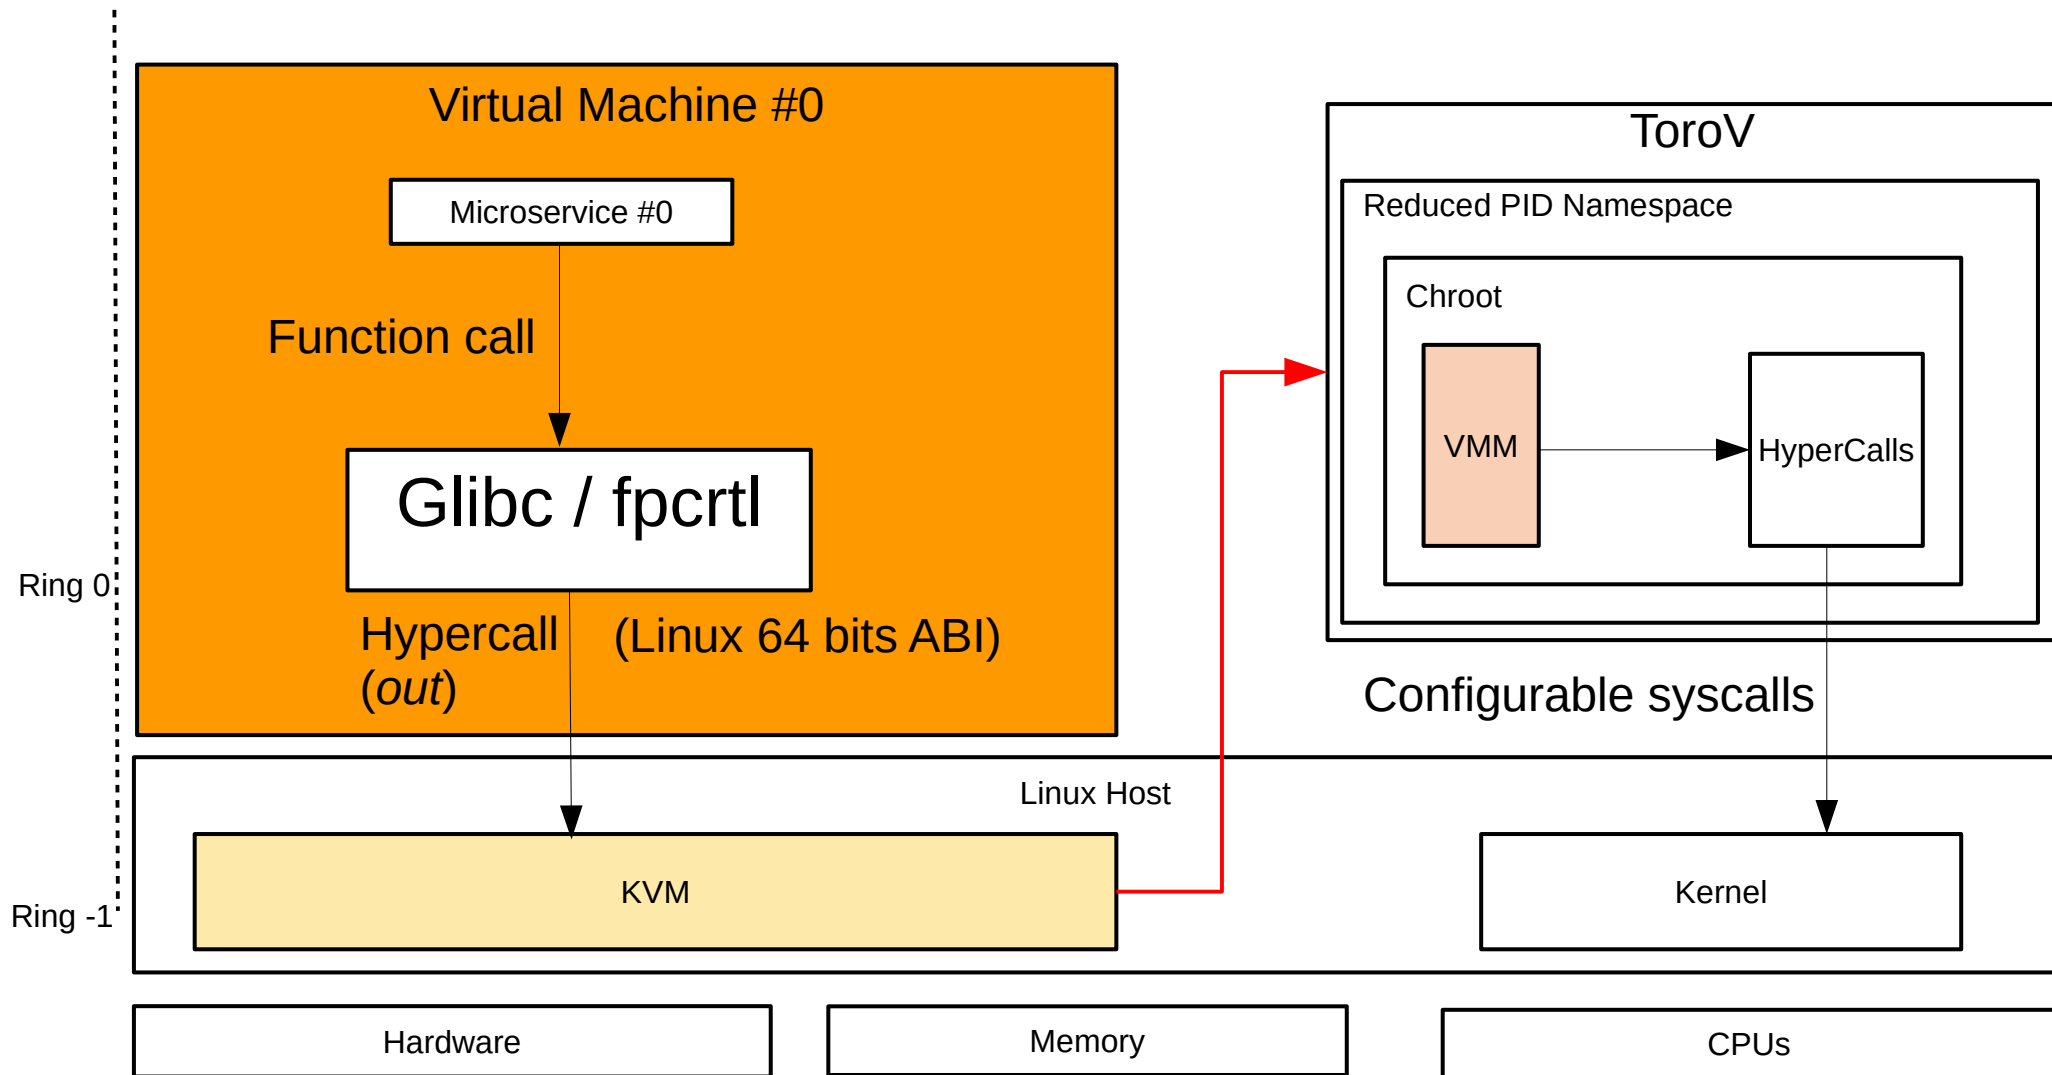 Virtual Machine #0
Microservice #0
Function call
Glibc / fpcrtl
Hypercall
(out)
(Linux 64 bits ABI)
ToroV
Reduced PID Namespace
Chroot
VMM
HyperCalls
Configurable syscalls
Ring 0
Linux Host
KVM
Kernel
Ring -1
Hardware
Memory
CPUs